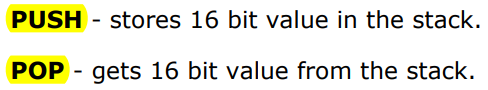 PUSH - stores 16 bit value in the stack.
POP - gets 16 bit value from the stack.